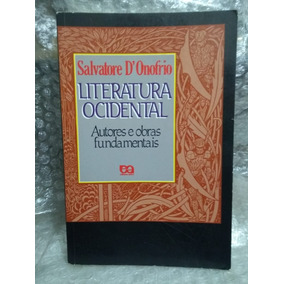 Salvatore D'Onofrio
LITERATURA
OCIDENTAL
Autores e obras
fundamentais